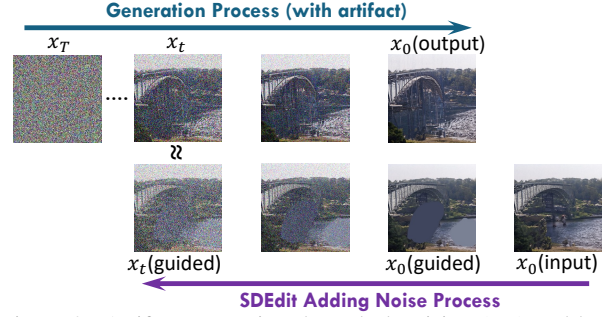 Generation Process (with artifact)
x_T x_t x_0(output)
....
≈
x_t(guided) x_0(guided) x_0(input)
SDEdit Adding Noise Process